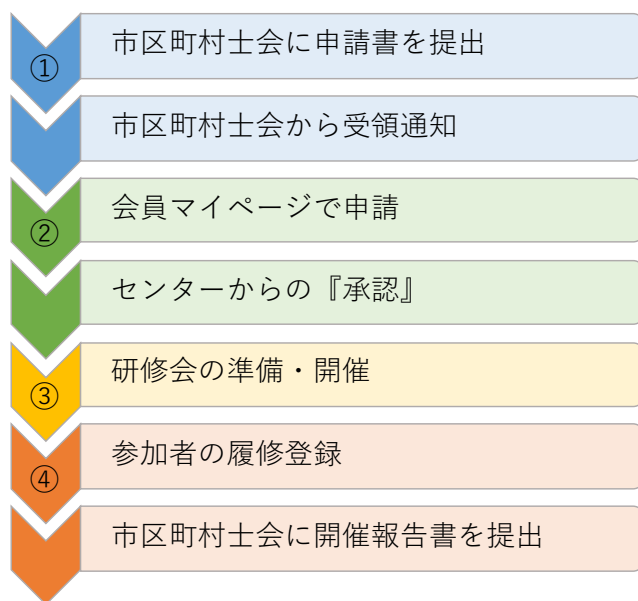 ① 市区町村士会に申請書を提出
市区町村士会から受領通知
② 会員マイページで申請
センターからの『承認』
③ 研修会の準備・開催
④ 参加者の履修登録
市区町村士会に開催報告書を提出